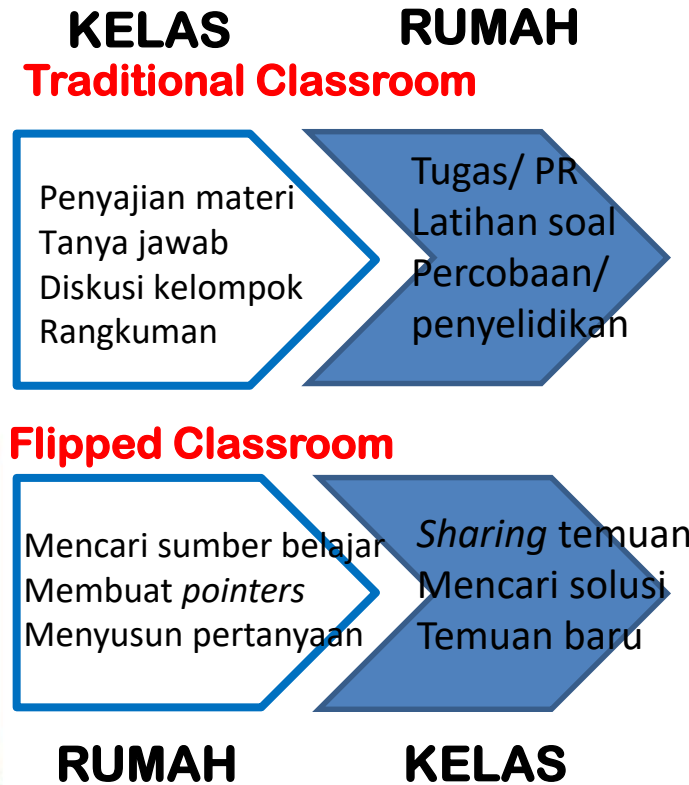 KELAS
RUMAH
Traditional Classroom
Penyajian materi
Tanya jawab
Diskusi kelompok
Rangkuman
Tugas/ PR
Latihan soal
Percobaan/
penyelidikan
Flipped Classroom
Mencari sumber belajar
Membuat pointers
Menyusun pertanyaan
Sharing temuan
Mencari solusi
Temuan baru
RUMAH
KELAS